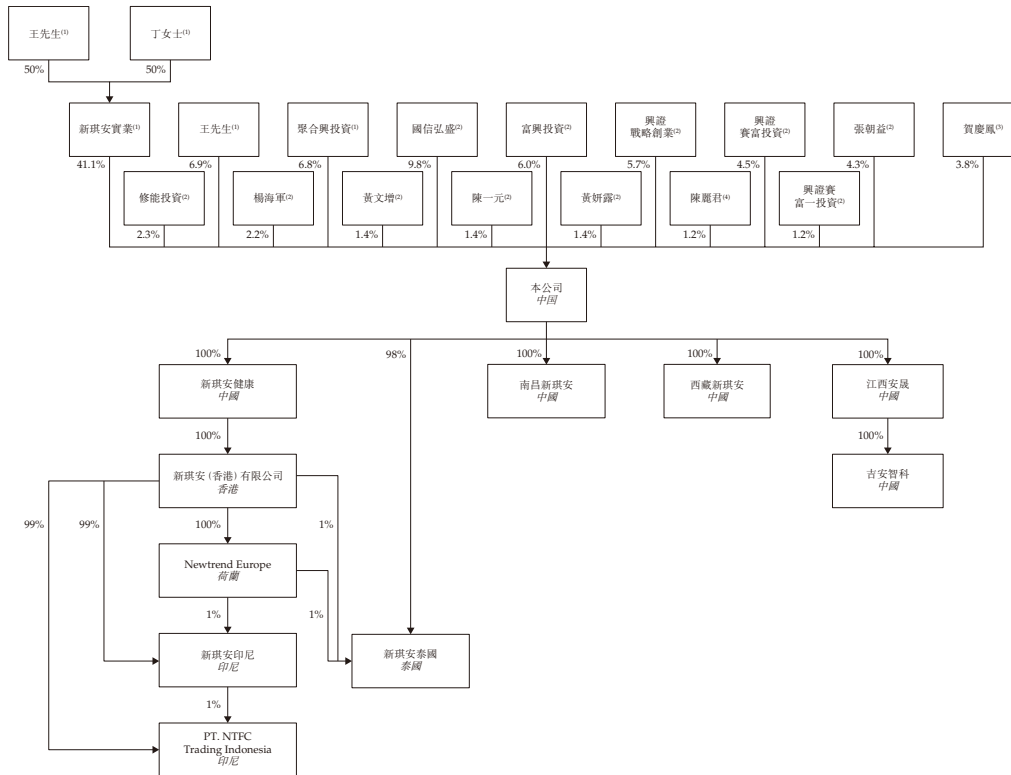 王先生(1)
丁女士(1)
50%
50%
新琪安實業(1)
王先生(1)
聚合興投資(1)
國信弘盛(2)
富興投資(2)
興證
戰略創業(2)
興證
賽富投資(2)
張朝益(2)
賀慶鳳(3)
41.1%
6.9%
6.8%
9.8%
6.0%
5.7%
4.5%
4.3%
3.8%
修能投資(2)
楊海軍(2)
黃文增(2)
陳一元(2)
黃妍露(2)
陳麗君(4)
興證賽
富一投資(2)
2.3%
2.2%
1.4%
1.4%
1.4%
1.2%
1.2%
本公司
中国
100%
98%
100%
100%
100%
新琪安健康
中國
南昌新琪安
中國
西藏新琪安
中國
江西安晟
中國
100%
100%
新琪安 (香港) 有限公司
香港
吉安智科
中國
99%
99%
100%
1%
Newtrend Europe
荷蘭
1%
1%
新琪安印尼
印尼
新琪安泰國
泰國
1%
PT. NTFC
Trading Indonesia
印尼